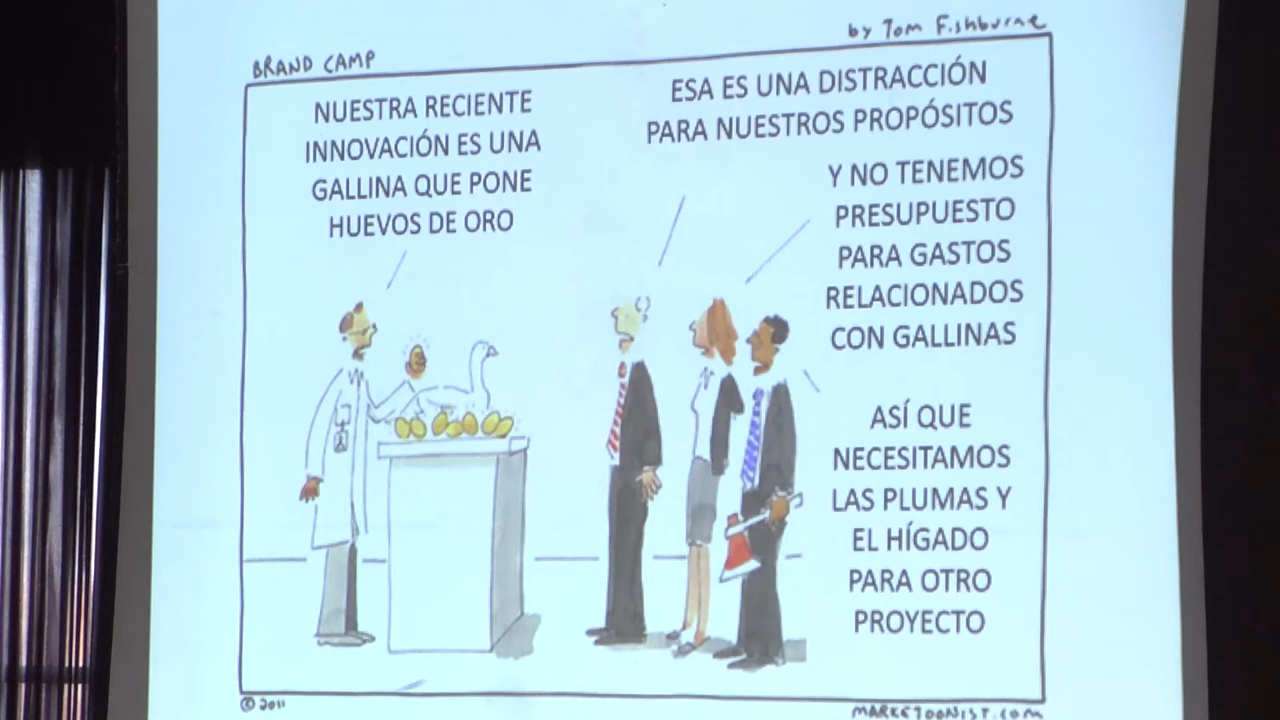 BRAND CAMP
by Tom Fishburne
NUESTRA RECIENTE
INNOVACIÓN ES UNA
GALLINA QUE PONE
HUEVOS DE ORO
ESA ES UNA DISTRACCIÓN
PARA NUESTROS PROPÓSITOS
Y NO TENEMOS
PRESUPUESTO
PARA GASTOS
RELACIONADOS
CON GALLINAS
ASÍ QUE
NECESITAMOS
LAS PLUMAS Y
EL HÍGADO
PARA OTRO
PROYECTO
© 2011
MARKETOONIST.COM